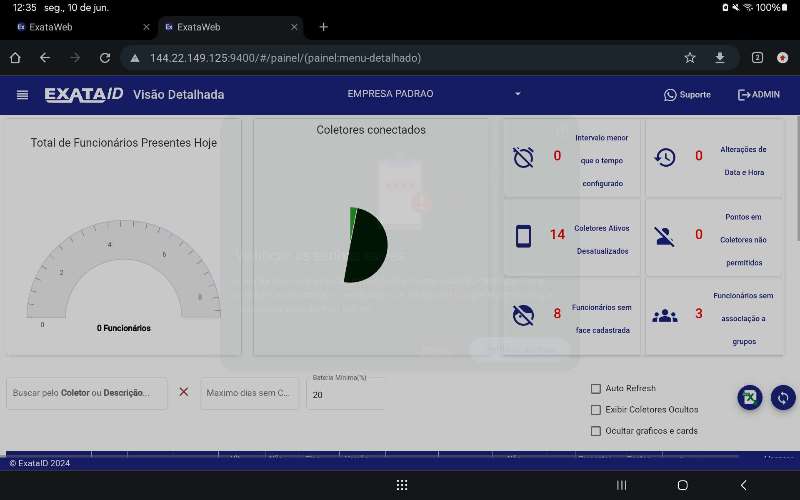 12:35 seg., 10 de jun.
100%
ExataWeb
ExataWeb
144.22.149.125:9400/#/painel/(painel:menu-detalhado)
2
EXATAID Visão Detalhada
EMPRESA PADRAO
Suporte
ADMIN
Total de Funcionários Presentes Hoje
0
2
4
6
8
0 Funcionários
Coletores conectados
0
Intervelo menor
que o tempo
configurado
0
Alterações de
Data e Hora
14
Coletores Ativos
Desatualizados
0
Pontos em
Coletores não
permitidos
8
Funcionários sem
face cadastrada
3
Funcionários sem
associação a
grupos
Buscar pelo Coletor ou Descrição...
Maximo dias sem C...
Bateria Mínima(%)
20
Auto Refresh
Exibir Coletores Ocultos
Ocultar graficos e cards
© ExataID 2024